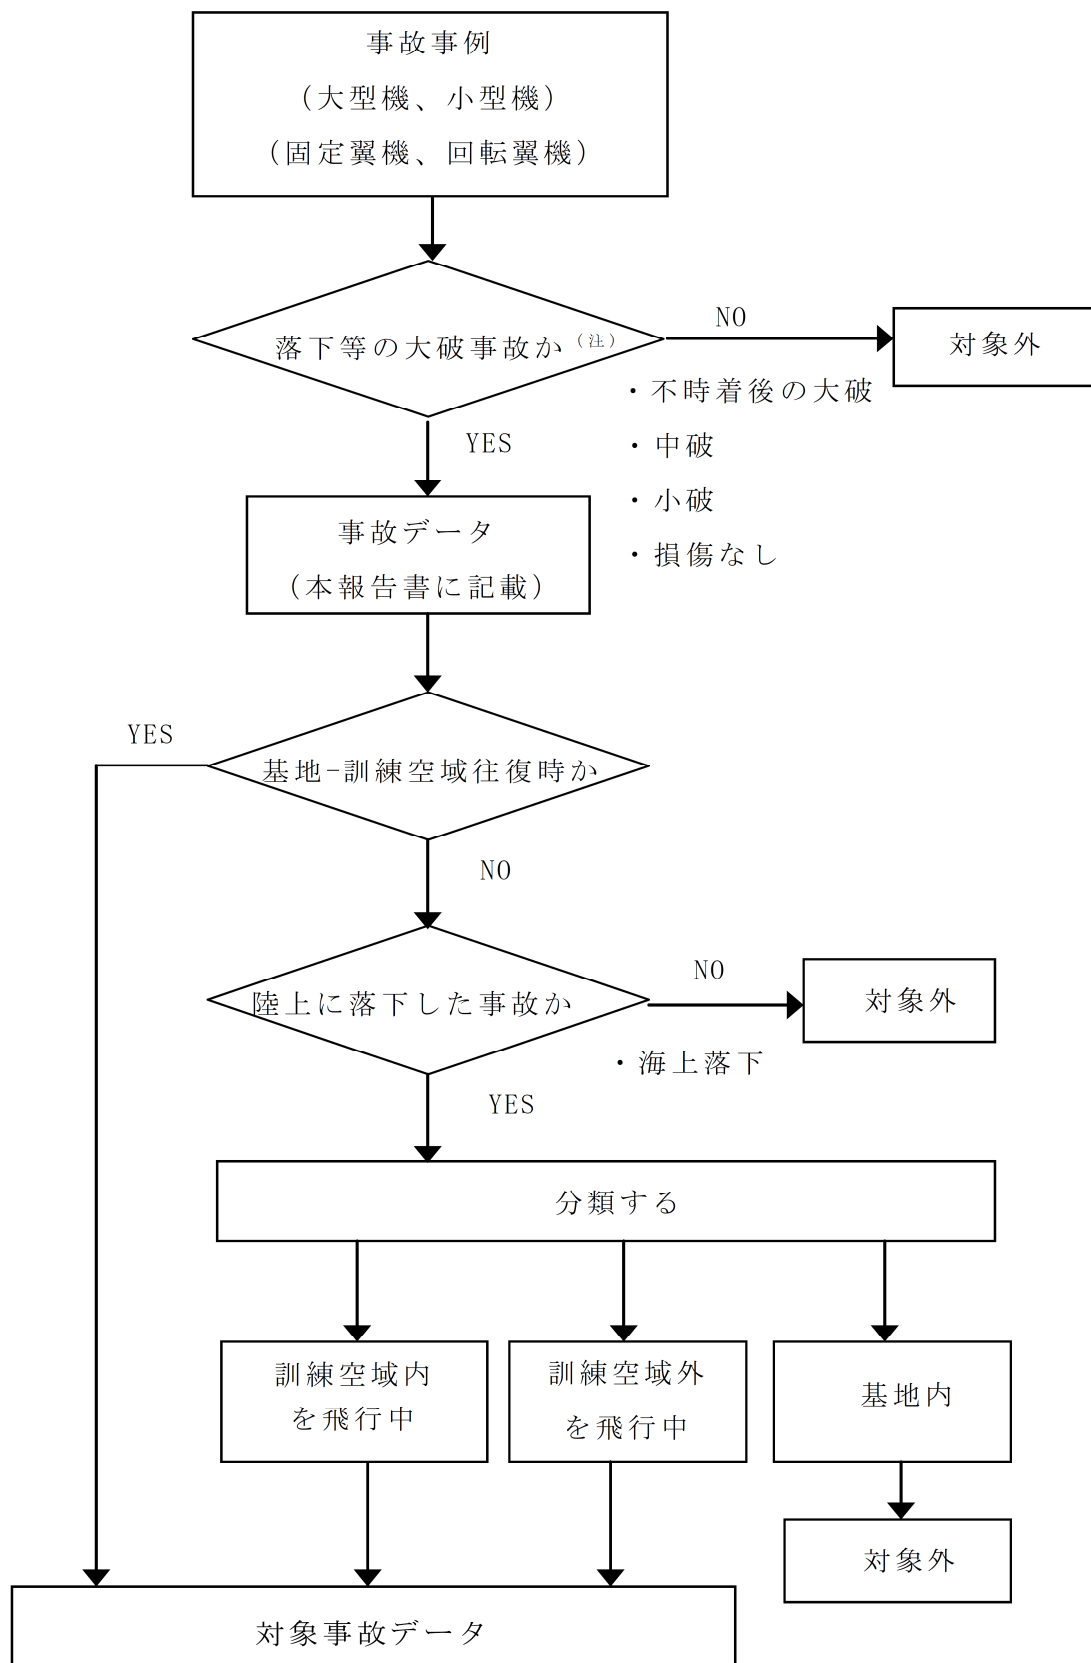 事故事例
(大型機、小型機)
(固定翼機、回転翼機)
落下等の大破事故か(注)
NO
対象外
・不時着後の大破
・中破
・小破
・損傷なし
YES
事故データ
(本報告書に記載)
YES
基地-訓練空域往復時か
NO
陸上に落下した事故か
NO
対象外
・海上落下
YES
分類する
訓練空域内
を飛行中
訓練空域外
を飛行中
基地内
対象外
対象事故データ